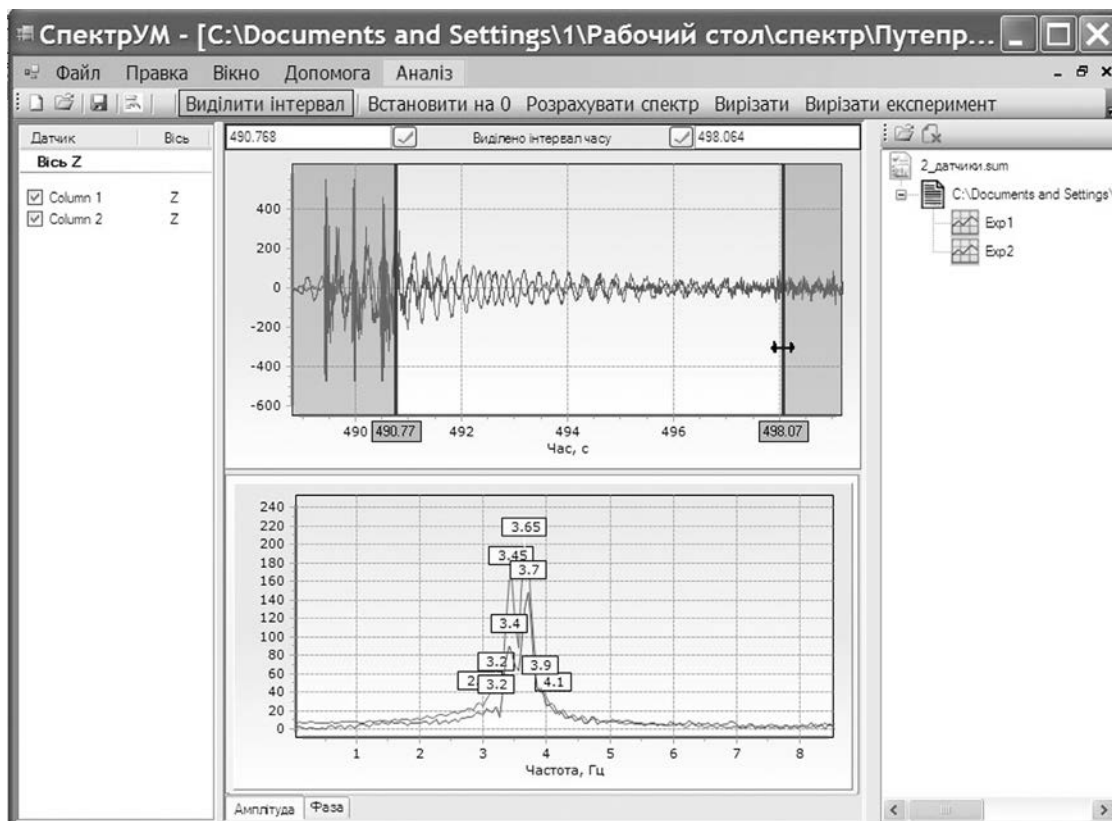 СпектрУМ - [C:\Documents and Settings\1\Рабочий стол\спектр\Путепр...
Файл Правка Вікно Допомога Аналіз
Виділити інтервал Встановити на 0 Розрахувати спектр Вирізати Вирізати експеримент
Датчик Вісь
Вісь Z
Column 1 Z
Column 2 Z
490.768 Виділено інтервал часу 498.064
400
200
0
-200
-400
-600
490 490.77 492 494 496 498.07
Час, с
240
220
200
180
160
140
120
100
80
60
40
20
0
3.65
3.45
3.7
3.4
3.2
3.9
2.
3.2
4.1
1 2 3 4 5 6 7 8
Частота, Гц
Амплітуда Фаза
2_датчики.sum
C:\Documents and Settings\
Exp1
Exp2